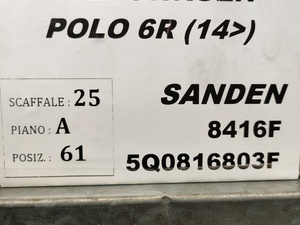 POLO 6R (14>)
SCAFFALE : 25
PIANO : A
POSIZ. : 61
SANDEN
8416F
5Q0816803F